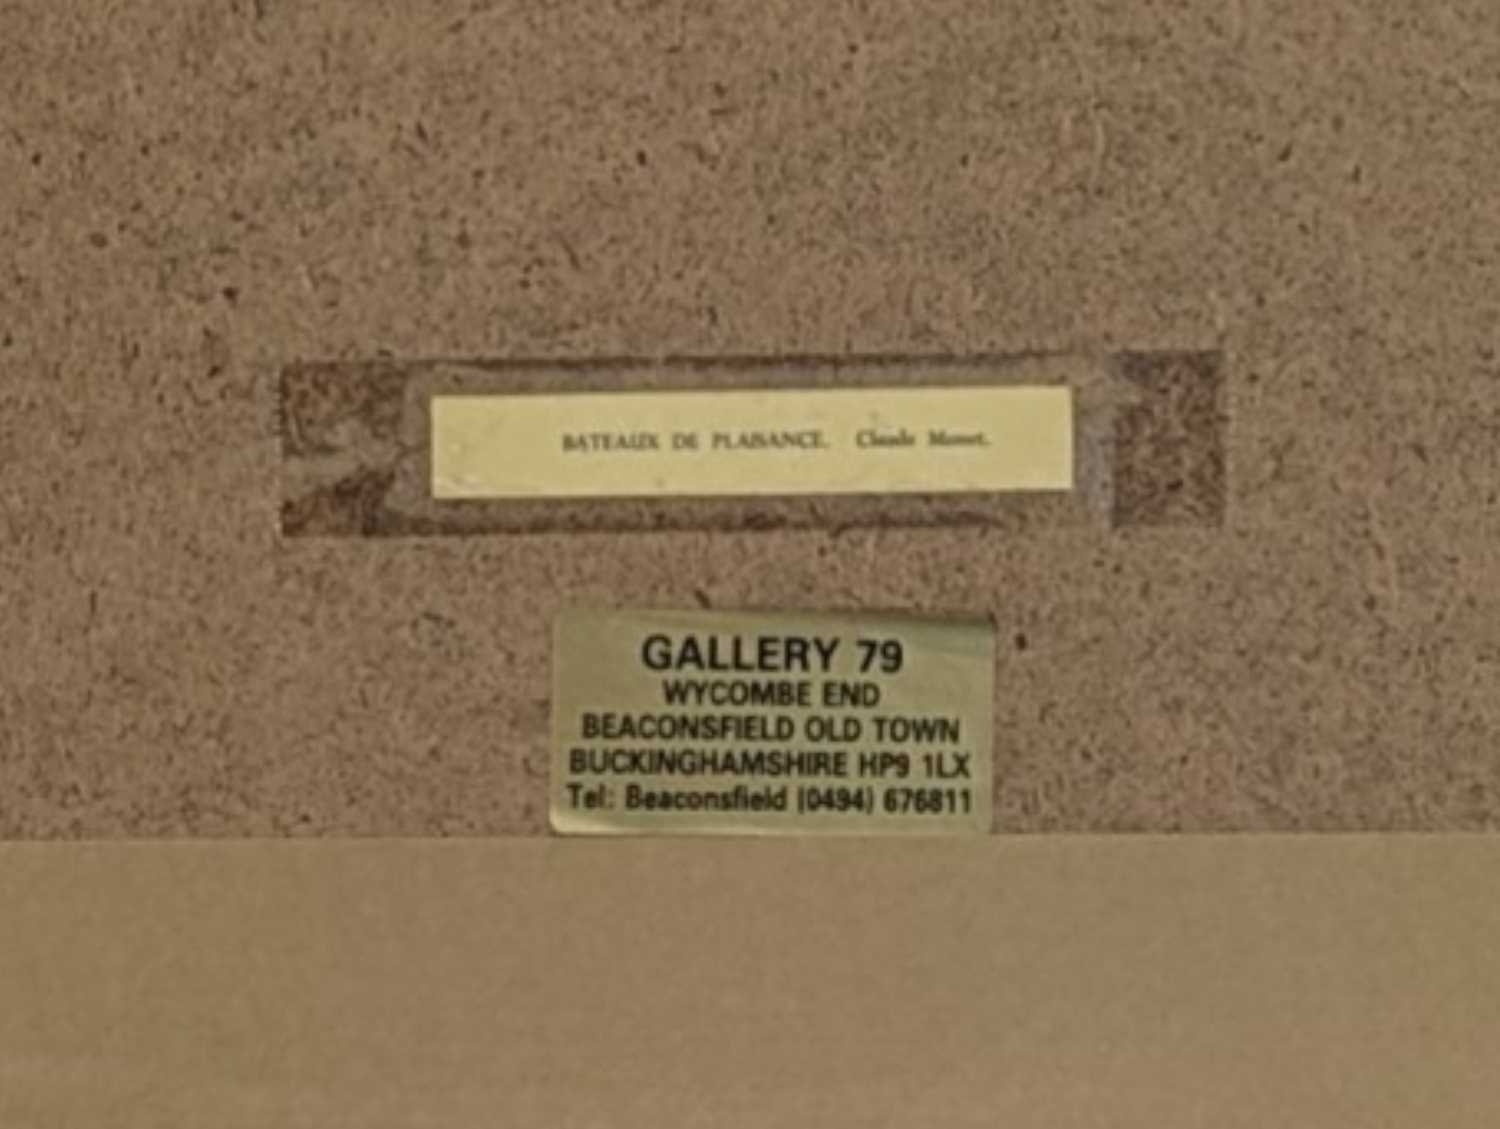 BATEAUX DE PLAISANCE. Claude Monet.
GALLERY 79
WYCOMBE END
BEACONSFIELD OLD TOWN
BUCKINGHAMSHIRE HP9 1LX
Tel: Beaconsfield (0494) 676811